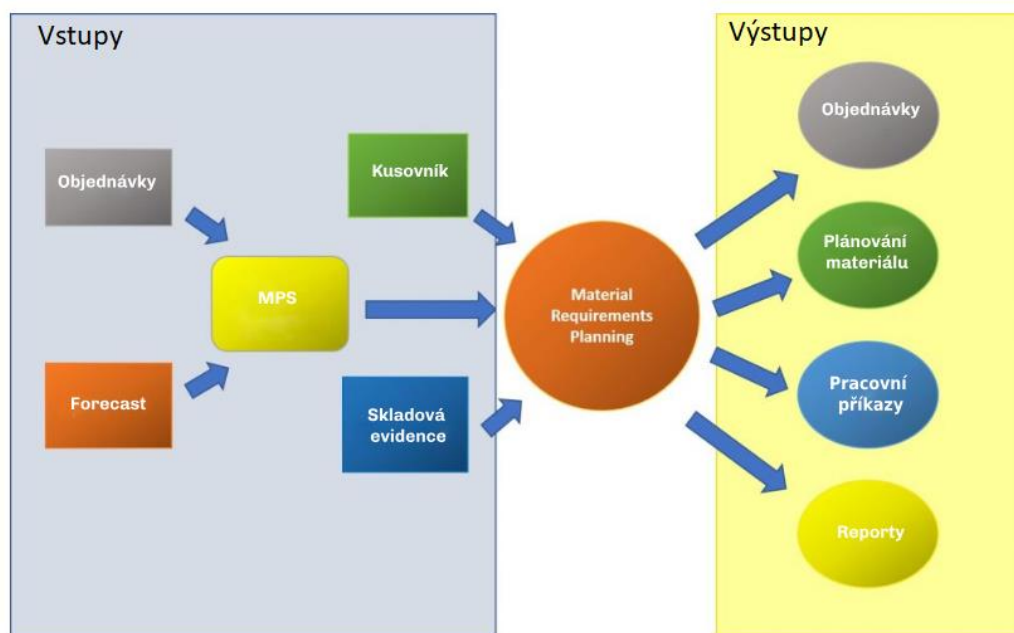 Vstupy
Objednávky
Forecast
MPS
Kusovník
Skladová
evidence
Material
Requirements
Planning
Výstupy
Objednávky
Plánování
materiálu
Pracovní
příkazy
Reporty